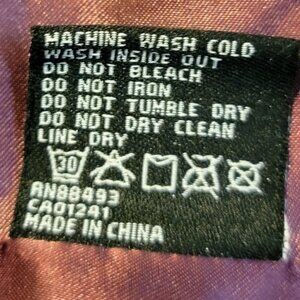 MACHINE WASH COLD
WASH INSIDE OUT
DO NOT BLEACH
DO NOT IRON
DO NOT TUMBLE DRY
DO NOT DRY CLEAN
LINE DRY
30
RN88493
CA01241
MADE IN CHINA